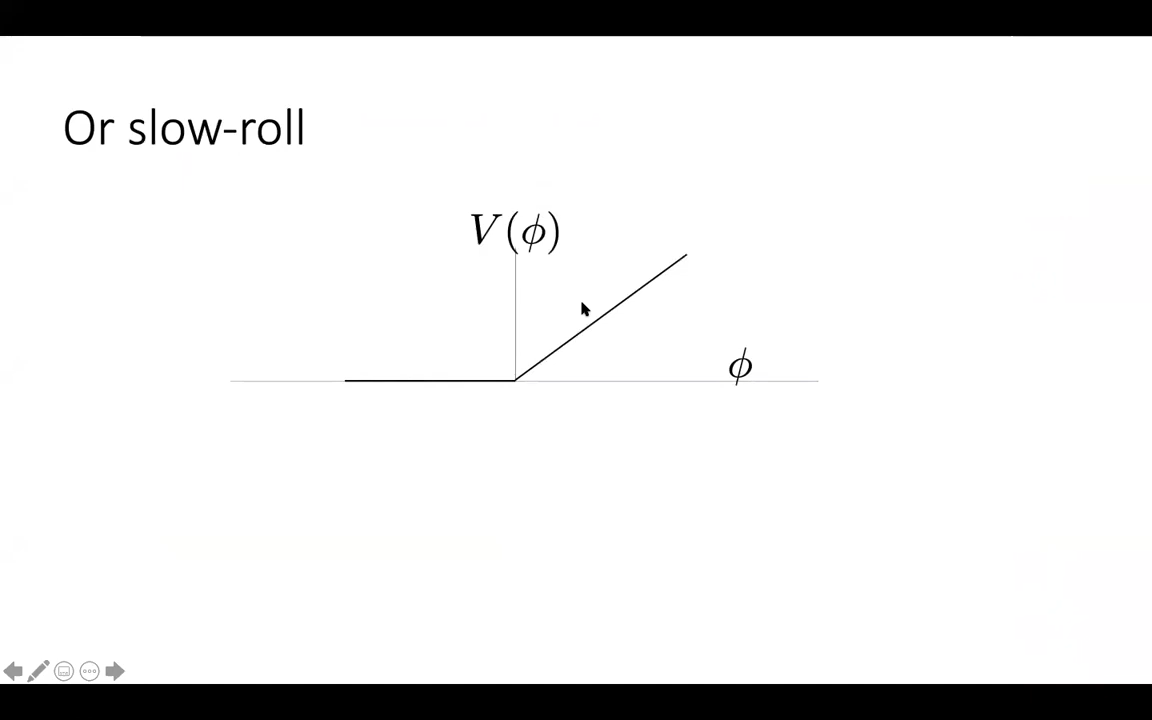 Or slow-roll
V(ϕ)
ϕ